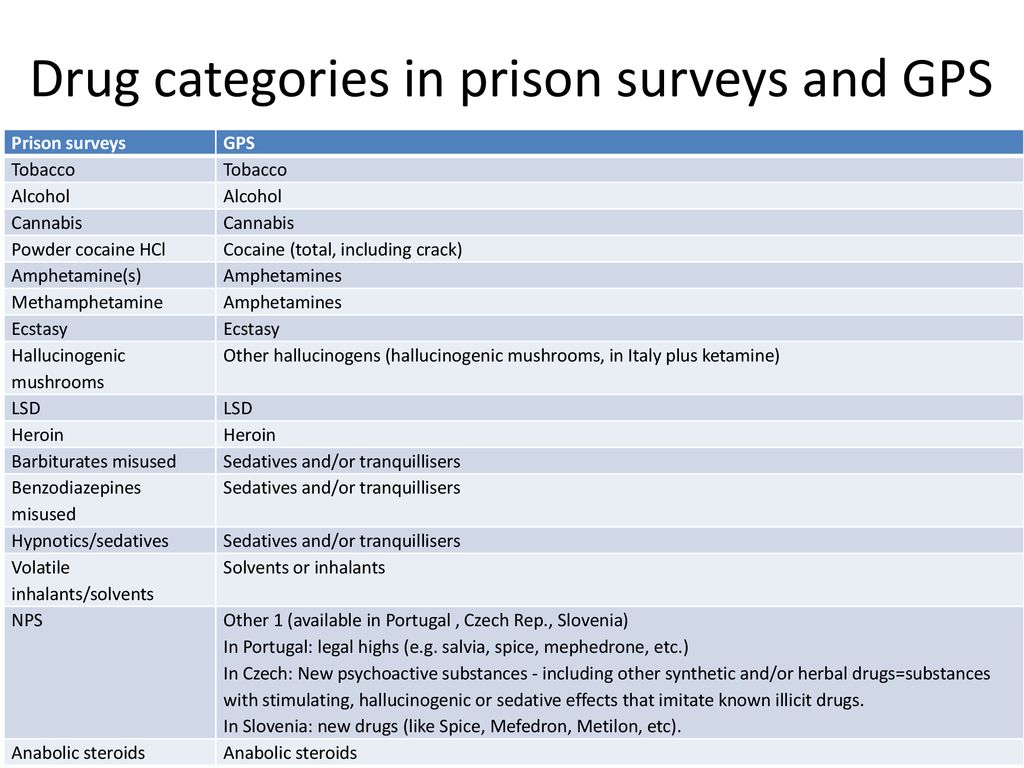 Drug categories in prison surveys and GPS
Prison surveys GPS
Tobacco Tobacco
Alcohol Alcohol
Cannabis Cannabis
Powder cocaine HCl Cocaine (total, including crack)
Amphetamine(s) Amphetamines
Methamphetamine Amphetamines
Ecstasy Ecstasy
Hallucinogenic Other hallucinogens (hallucinogenic mushrooms, in Italy plus ketamine)
mushrooms
LSD LSD
Heroin Heroin
Barbiturates misused Sedatives and/or tranquillisers
Benzodiazepines Sedatives and/or tranquillisers
misused
Hypnotics/sedatives Sedatives and/or tranquillisers
Volatile Solvents or inhalants
inhalants/solvents
NPS Other 1 (available in Portugal , Czech Rep., Slovenia)
In Portugal: legal highs (e.g. salvia, spice, mephedrone, etc.)
In Czech: New psychoactive substances - including other synthetic and/or herbal drugs=substances
with stimulating, hallucinogenic or sedative effects that imitate known illicit drugs.
In Slovenia: new drugs (like Spice, Mefedron, Metilon, etc).
Anabolic steroids Anabolic steroids